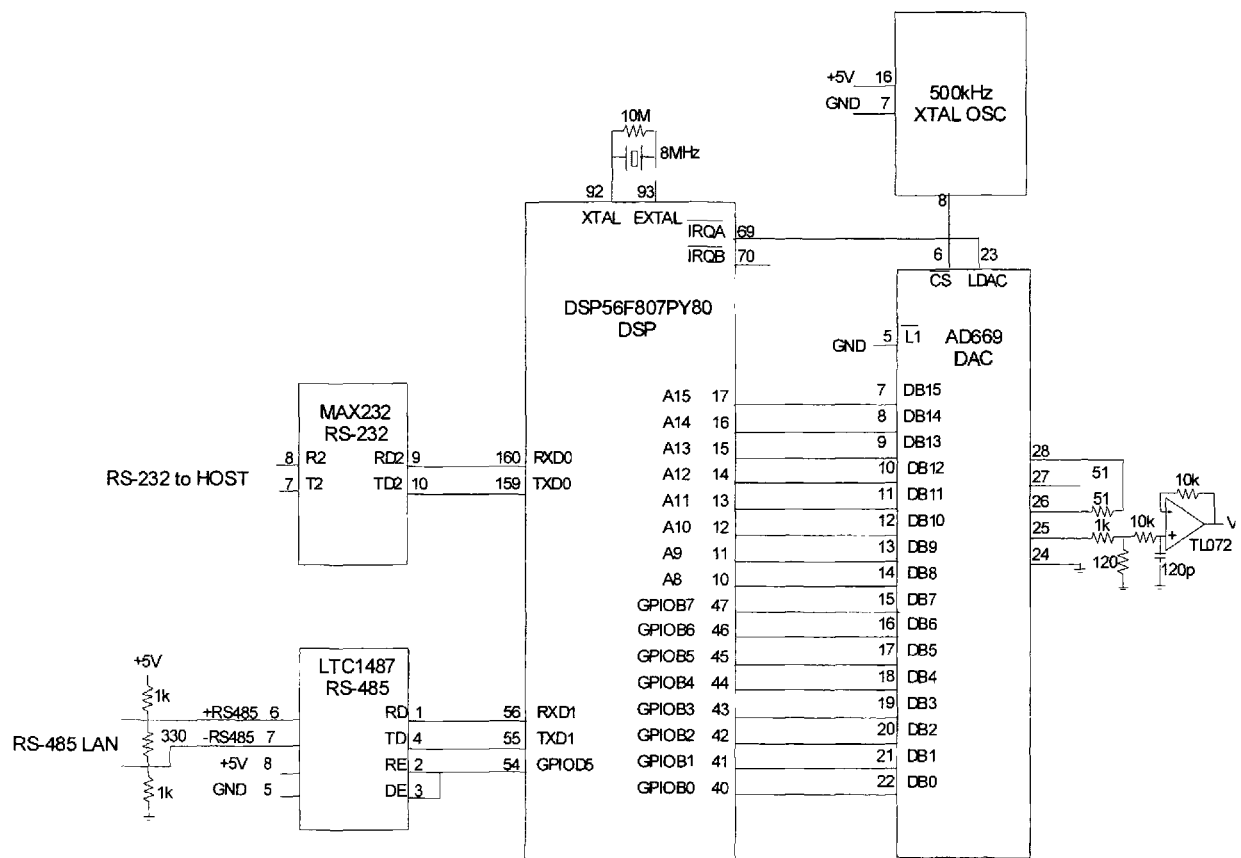 +5V 16
GND 7
500kHz
XTAL OSC
8
10M
8MHz
92 93
XTAL EXTAL
IRQA 69
IRQB 70
6 23
CS LDAC
DSP56F807PY80
DSP
GND 5 L1
AD669
DAC
A15 17 7 DB15
A14 16 8 DB14
A13 15 9 DB13
A12 14 10 DB12
A11 13 11 DB11
A10 12 12 DB10
A9 11 13 DB9
A8 10 14 DB8
GPIOB7 47 15 DB7
GPIOB6 46 16 DB6
GPIOB5 45 17 DB5
GPIOB4 44 18 DB4
GPIOB3 43 19 DB3
GPIOB2 42 20 DB2
GPIOB1 41 21 DB1
GPIOB0 40 22 DB0
28
27
26
25
24
51
51
1k
120
10k
10k
-
+
120p
TL072
V
MAX232
RS-232
RS-232 to HOST
8 R2 RD2 9 160 RXD0
7 T2 TD2 10 159 TXD0
LTC1487
RS-485
+5V
1k
330
1k
RS-485 LAN
+RS485 6 RD 1 56 RXD1
-RS485 7 TD 4 55 TXD1
+5V 8 RE 2 54 GPIOD5
GND 5 DE 3